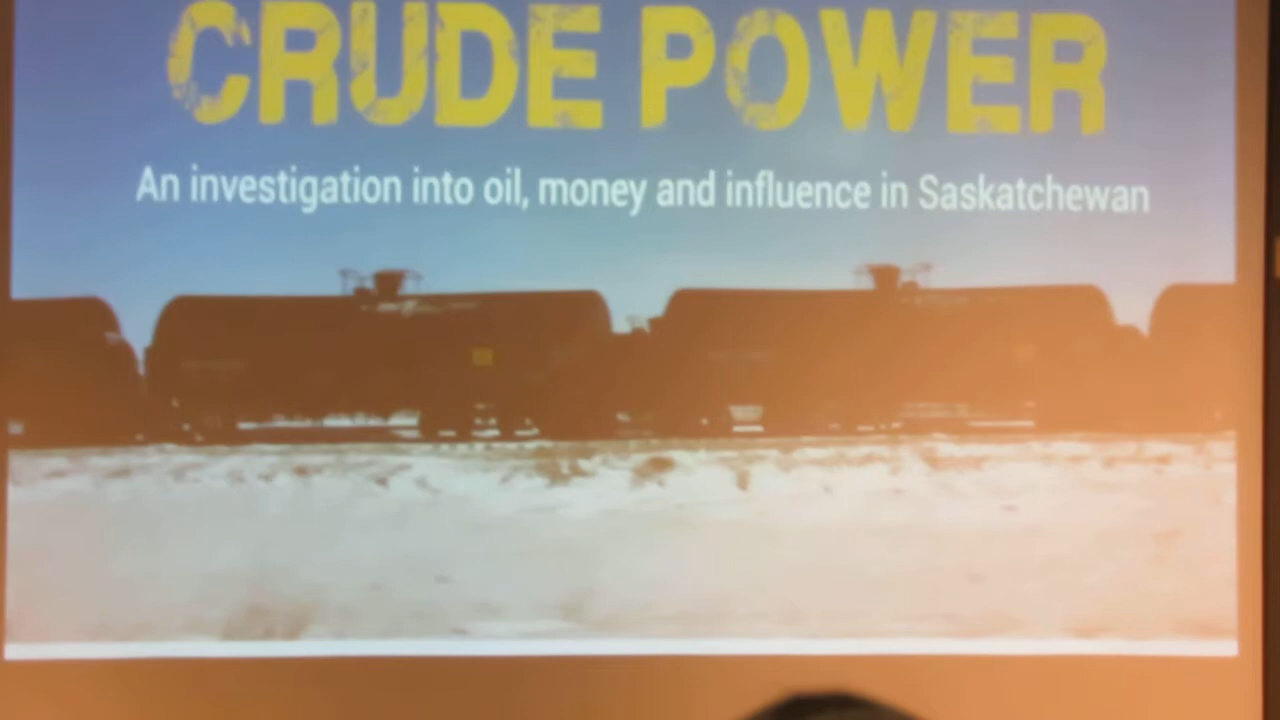 CRUDE POWER
An investigation into oil, money and influence in Saskatchewan